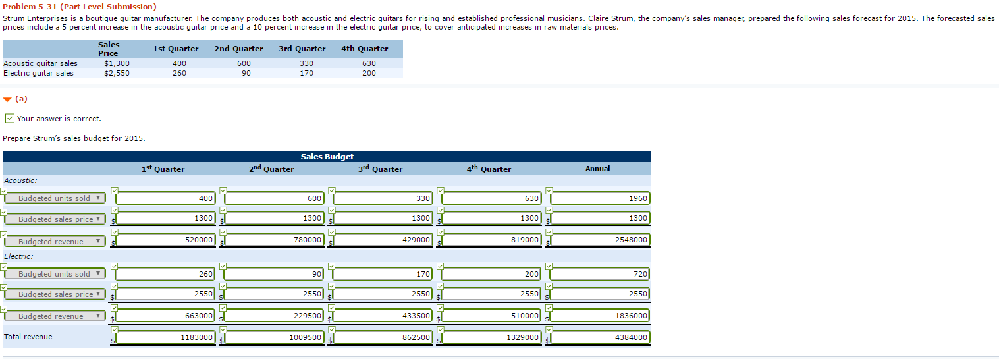 Problem 5-31 (Part Level Submission)
Strum Enterprises is a boutique guitar manufacturer. The company produces both acoustic and electric guitars for rising and established professional musicians. Claire Strum, the company's sales manager, prepared the following sales forecast for 2015. The forecasted sales
prices include a 5 percent increase in the acoustic guitar price and a 10 percent increase in the electric guitar price, to cover anticipated increases in raw materials prices.
Sales
Price 1st Quarter 2nd Quarter 3rd Quarter 4th Quarter
Acoustic guitar sales $1,300 400 600 330 630
Electric guitar sales $2,550 260 90 170 200
(a)
Your answer is correct.
Prepare Strum's sales budget for 2015.
Sales Budget
1st Quarter 2nd Quarter 3rd Quarter 4th Quarter Annual
Acoustic:
Budgeted units sold 400 600 330 630 1960
Budgeted sales price $ 1300 $ 1300 $ 1300 $ 1300 $ 1300
Budgeted revenue $ 520000 $ 780000 $ 429000 $ 819000 $ 2548000
Electric:
Budgeted units sold 260 90 170 200 720
Budgeted sales price $ 2550 $ 2550 $ 2550 $ 2550 $ 2550
Budgeted revenue $ 663000 $ 229500 $ 433500 $ 510000 $ 1836000
Total revenue $ 1183000 $ 1009500 $ 862500 $ 1329000 $ 4384000